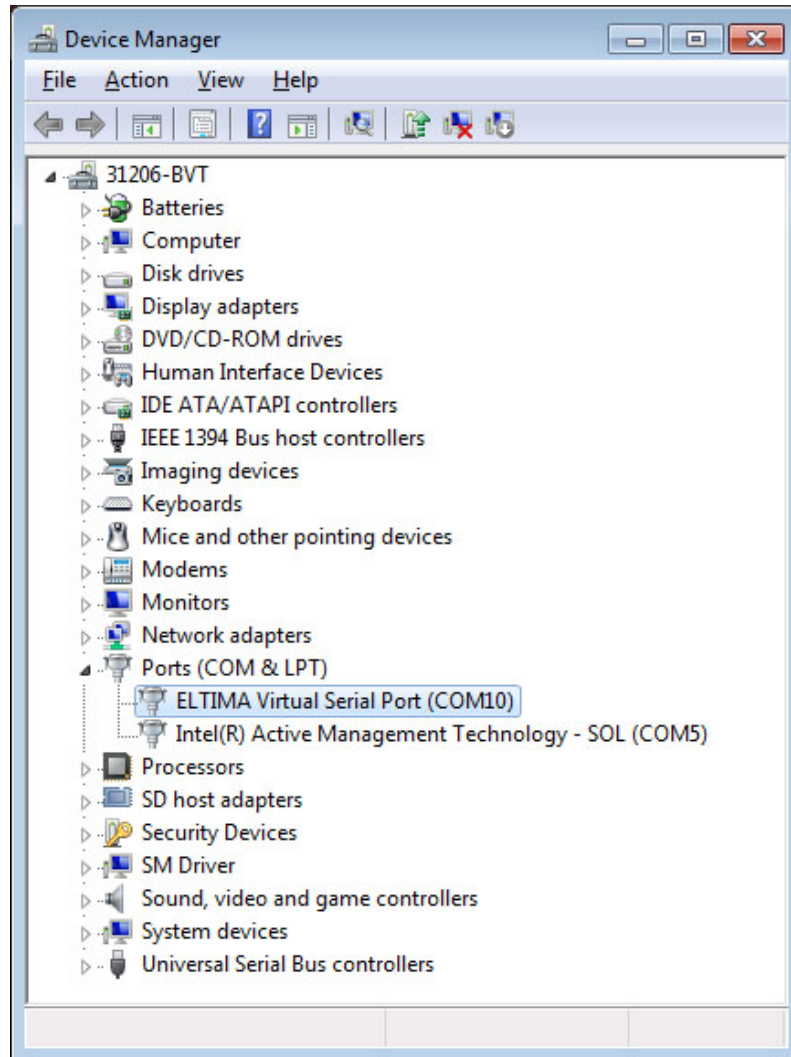 Device Manager
File Action View Help
31206-BVT
Batteries
Computer
Disk drives
Display adapters
DVD/CD-ROM drives
Human Interface Devices
IDE ATA/ATAPI controllers
IEEE 1394 Bus host controllers
Imaging devices
Keyboards
Mice and other pointing devices
Modems
Monitors
Network adapters
Ports (COM & LPT)
ELTIMA Virtual Serial Port (COM10)
Intel(R) Active Management Technology - SOL (COM5)
Processors
SD host adapters
Security Devices
SM Driver
Sound, video and game controllers
System devices
Universal Serial Bus controllers